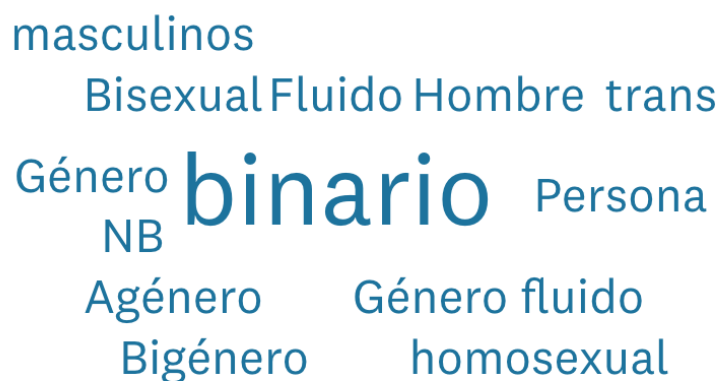 masculinos
Bisexual Fluido Hombre trans
Género binario Persona
NB
Agénero Género fluido
Bigénero homosexual